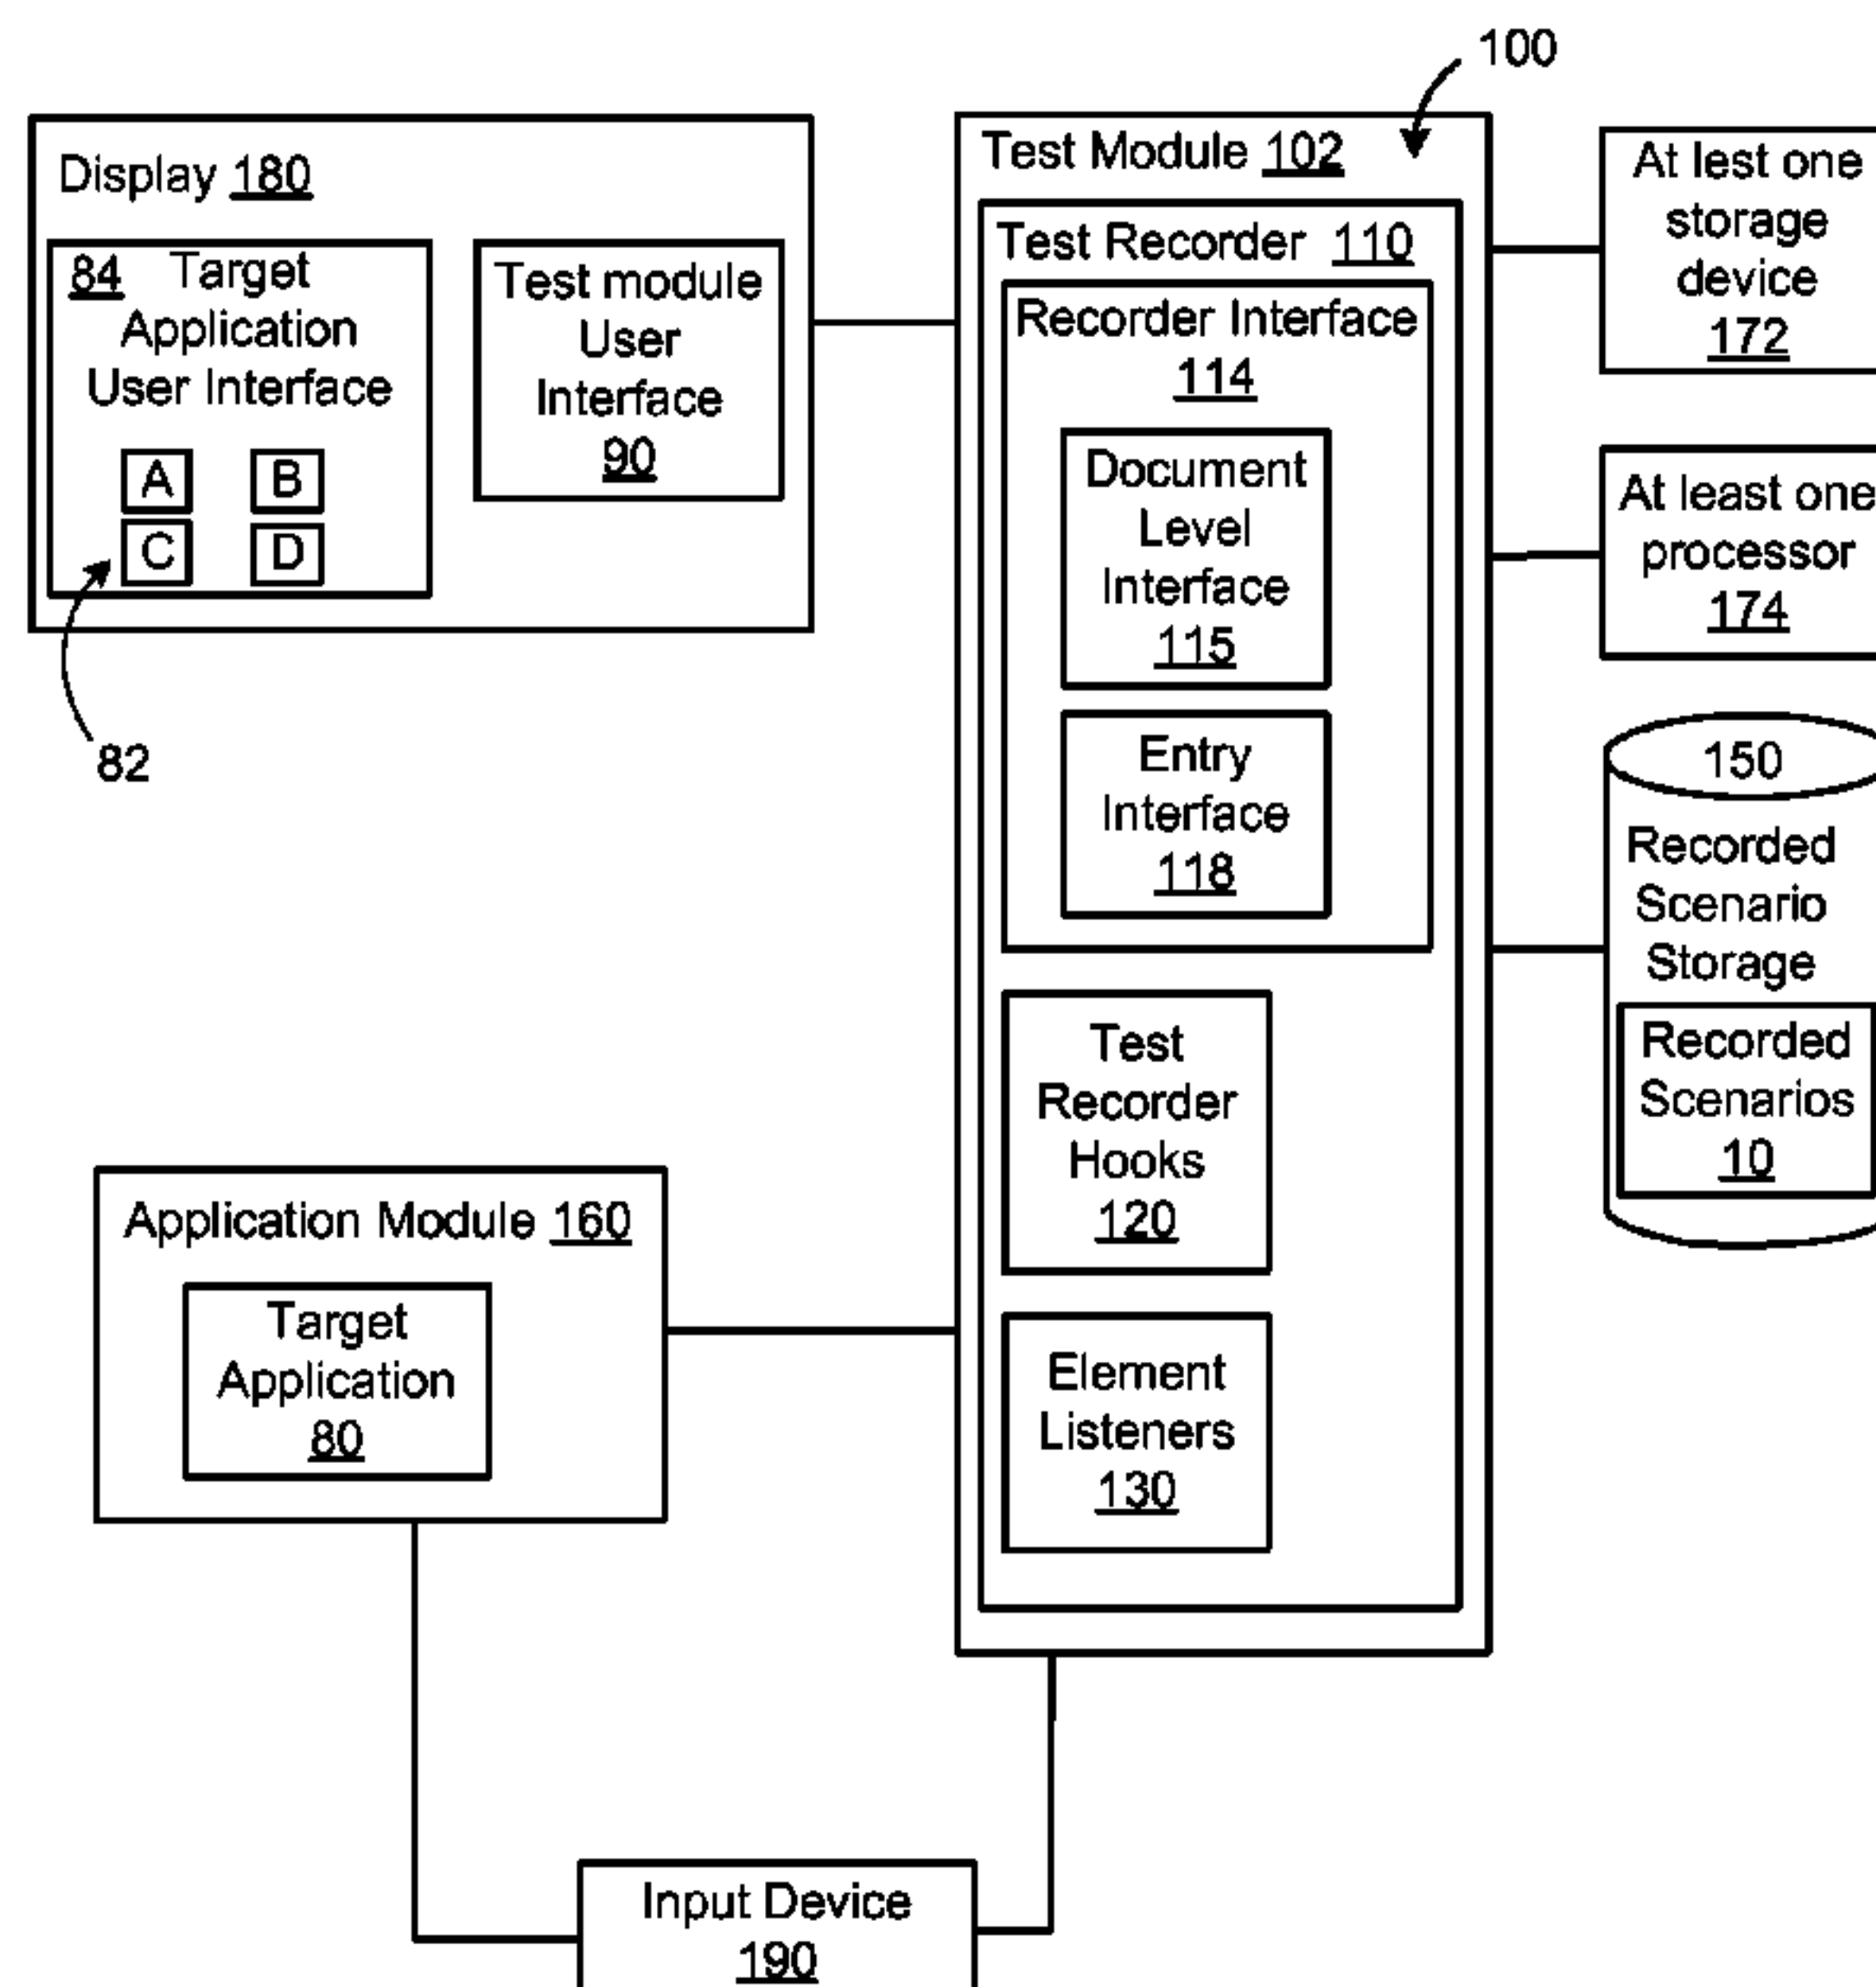 100
Display 180
84 Target
Application
User Interface
A
B
C
D
82
Test module
User
Interface
90
Test Module 102
Test Recorder 110
Recorder Interface
114
Document
Level
Interface
115
Entry
Interface
118
Test
Recorder
Hooks
120
Element
Listeners
130
At lest one
storage
device
172
At least one
processor
174
150
Recorded
Scenario
Storage
Recorded
Scenarios
10
Application Module 160
Target
Application
80
Input Device
190